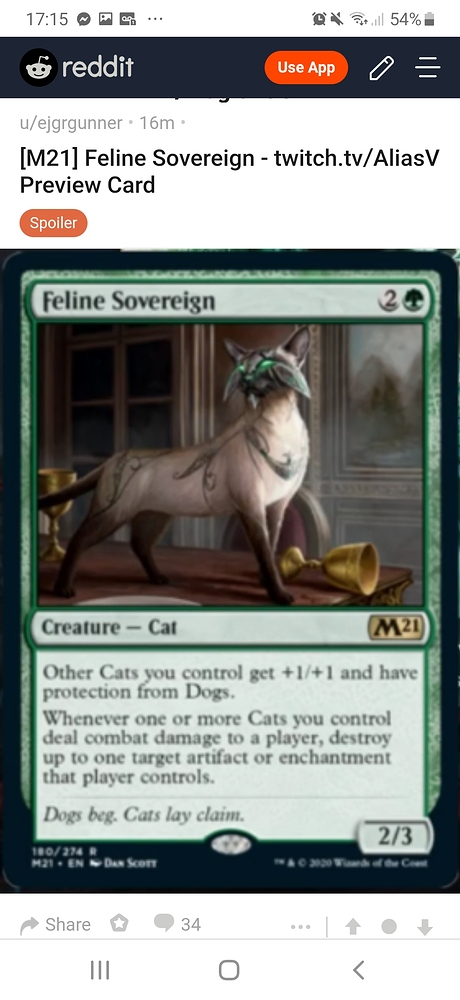 17:15
54%
reddit
Use App
u/ejgrgunner • 16m •
[M21] Feline Sovereign - twitch.tv/AliasV
Preview Card
Spoiler
Feline Sovereign 2
Creature — Cat M21
Other Cats you control get +1/+1 and have
protection from Dogs.
Whenever one or more Cats you control
deal combat damage to a player, destroy
up to one target artifact or enchantment
that player controls.
Dogs beg. Cats lay claim.
2/3
180/274 R
M21 • EN Dan Scott ™ & © 2020 Wizards of the Coast
Share 34